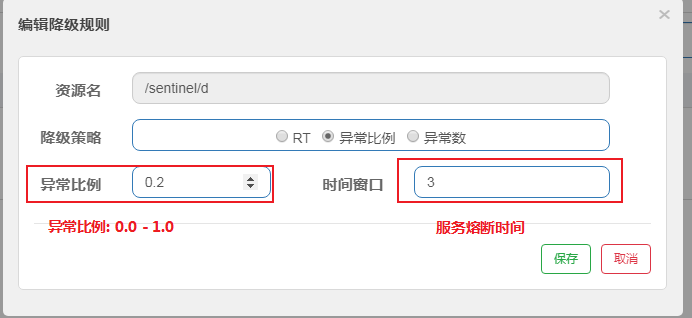 编辑降级规则 ×
资源名 /sentinel/d
降级策略 RT 异常比例 异常数
异常比例 0.2 时间窗口 3
异常比例: 0.0 - 1.0 服务熔断时间
保存 取消